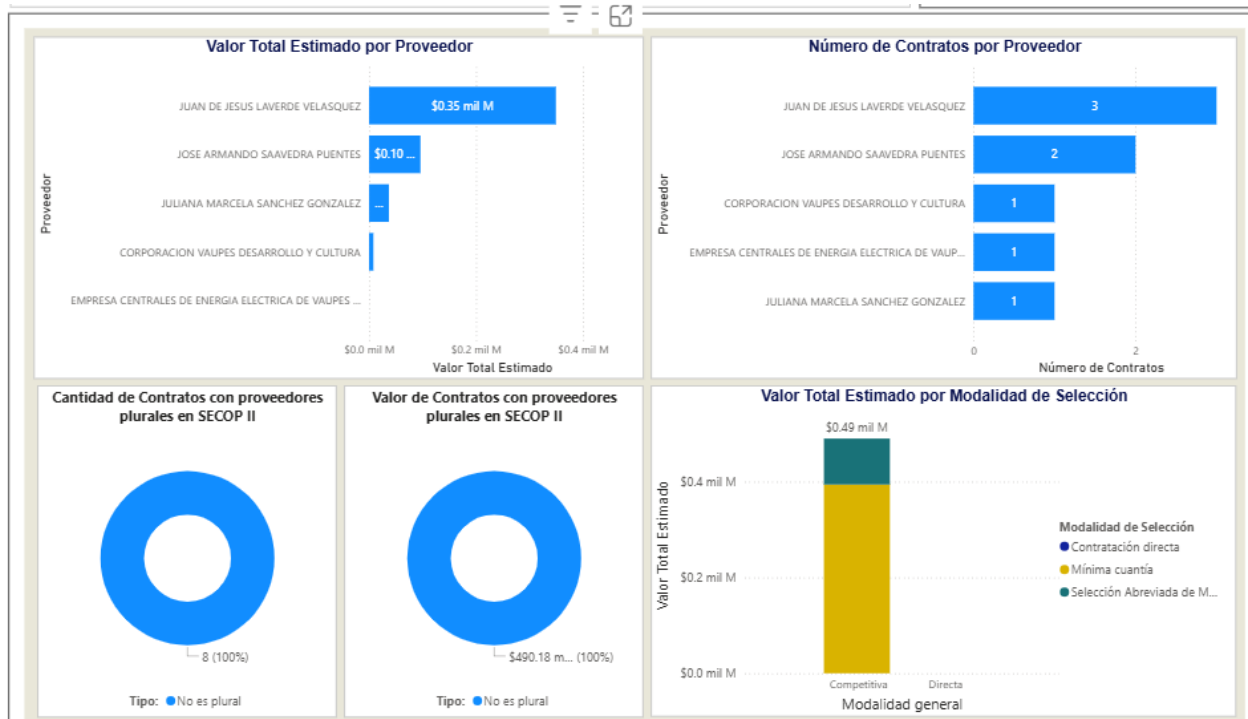 Valor Total Estimado por Proveedor
Proveedor
JUAN DE JESUS LAVERDE VELASQUEZ
$0.35 mil M
JOSE ARMANDO SAAVEDRA PUENTES
$0.10 ...
JULIANA MARCELA SANCHEZ GONZALEZ
...
CORPORACION VAUPES DESARROLLO Y CULTURA
EMPRESA CENTRALES DE ENERGIA ELECTRICA DE VAUPES ...
$0.0 mil M $0.2 mil M $0.4 mil M
Valor Total Estimado
Número de Contratos por Proveedor
Proveedor
JUAN DE JESUS LAVERDE VELASQUEZ
3
JOSE ARMANDO SAAVEDRA PUENTES
2
CORPORACION VAUPES DESARROLLO Y CULTURA
1
EMPRESA CENTRALES DE ENERGIA ELECTRICA DE VAUP...
1
JULIANA MARCELA SANCHEZ GONZALEZ
1
0 2
Número de Contratos
Cantidad de Contratos con proveedores
plurales en SECOP II
8 (100%)
Tipo: No es plural
Valor de Contratos con proveedores
plurales en SECOP II
$490.18 m... (100%)
Tipo: No es plural
Valor Total Estimado por Modalidad de Selección
Valor Total Estimado
$0.49 mil M
$0.4 mil M
$0.2 mil M
$0.0 mil M
Competitiva Directa
Modalidad general
Modalidad de Selección
Contratación directa
Mínima cuantía
Selección Abreviada de M...